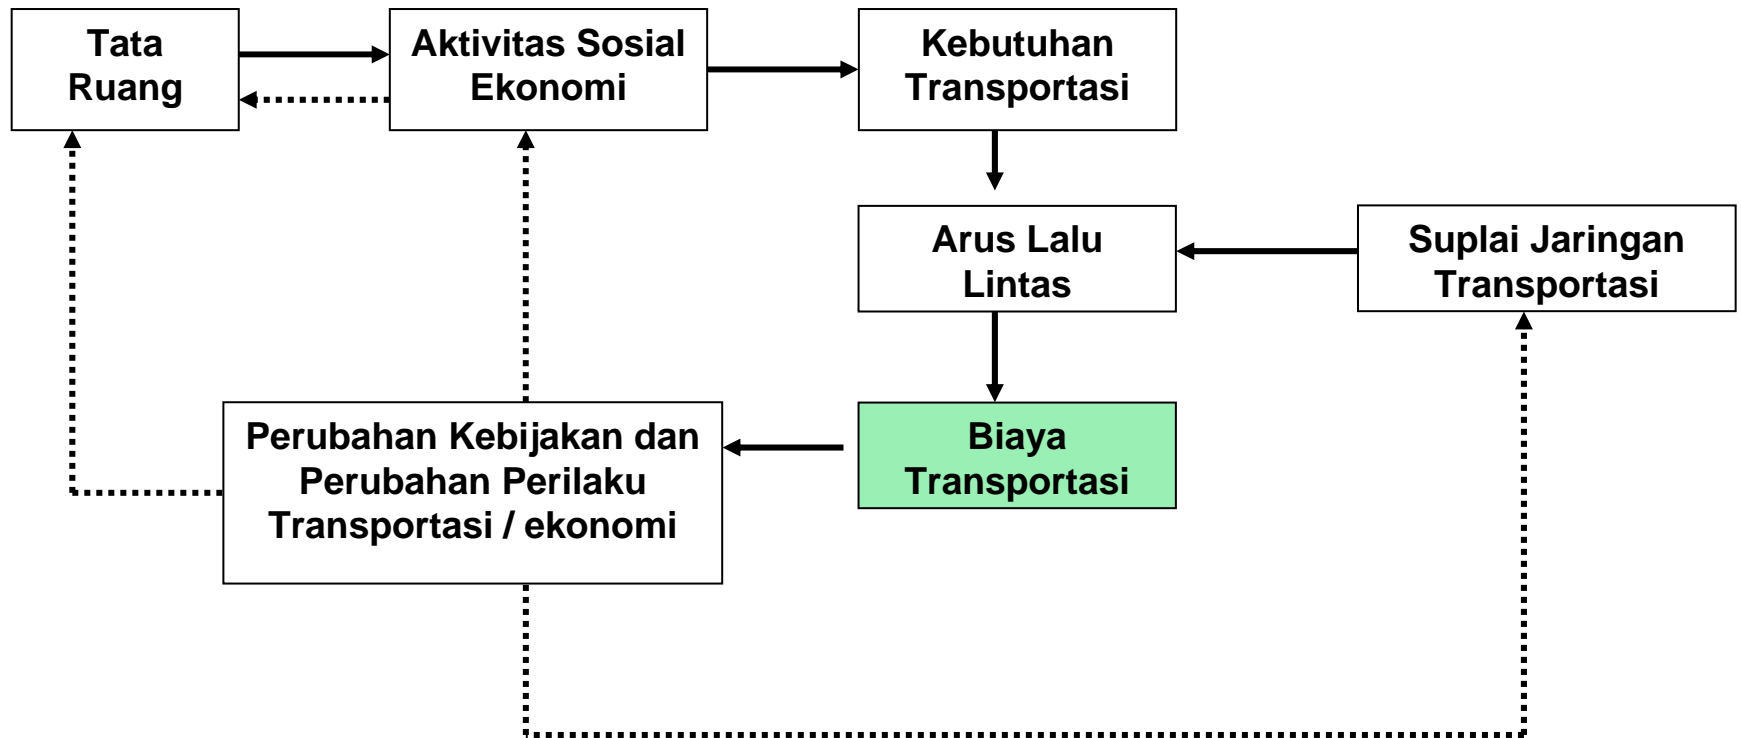 Tata
Ruang
Aktivitas Sosial
Ekonomi
Kebutuhan
Transportasi
Arus Lalu
Lintas
Suplai Jaringan
Transportasi
Perubahan Kebijakan dan
Perubahan Perilaku
Transportasi / ekonomi
Biaya
Transportasi